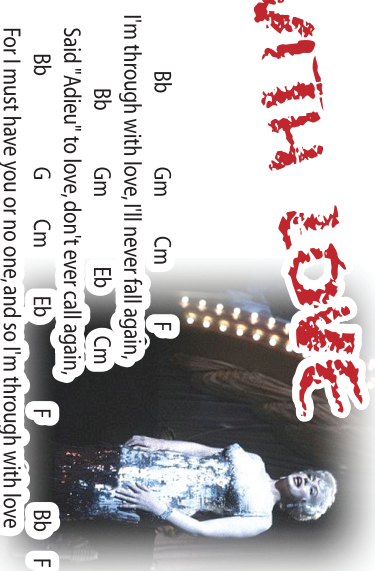 WITH LOVE
Bb Gm Cm F
I'm through with love, I'll never fall again,
Bb Gm Eb Cm
Said "Adieu" to love, don't ever call again,
Bb G Cm Eb F Bb F
For I must have you or no one, and so I'm through with love